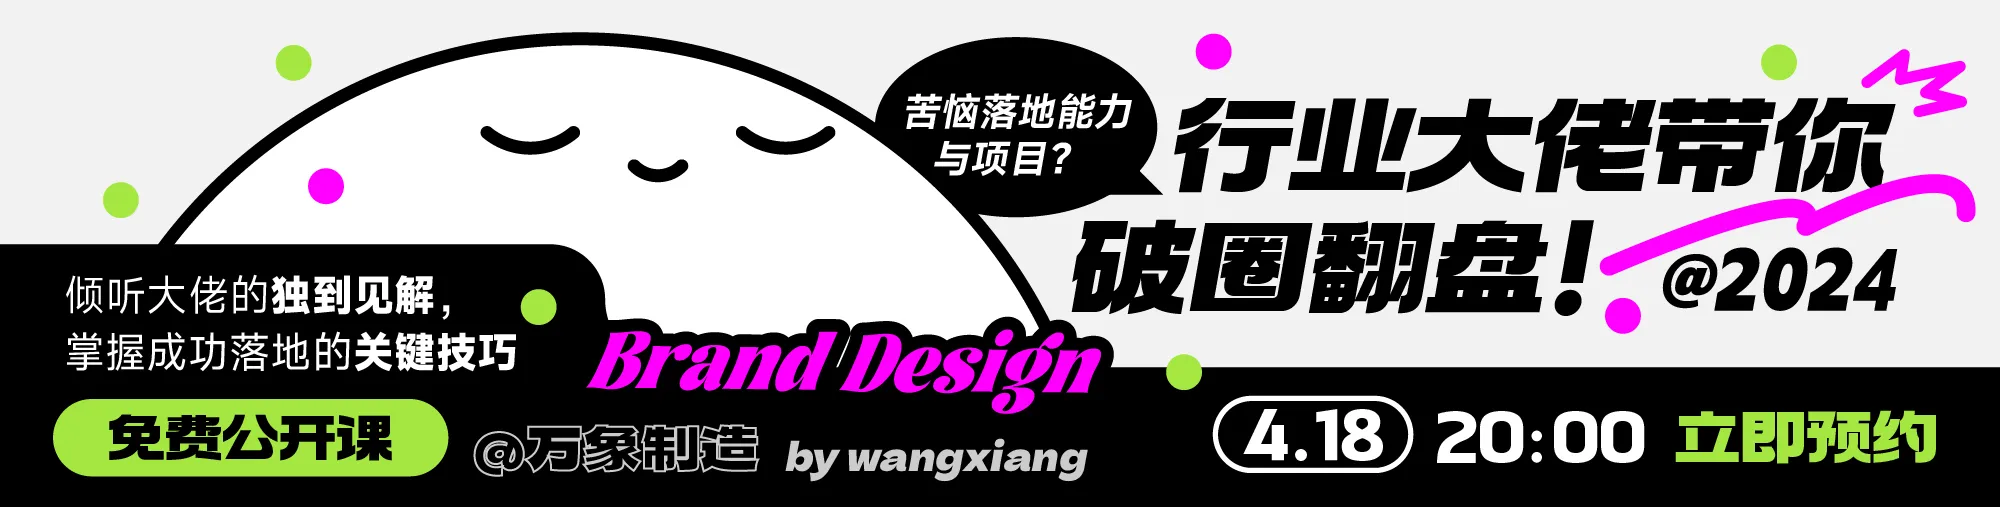 苦恼落地能力
与项目？
行业大佬带你
破圈翻盘！
@2024
倾听大佬的独到见解，
掌握成功落地的关键技巧
Brand Design
免费公开课
@万象制造
by wangxiang
4.18 20:00 立即预约